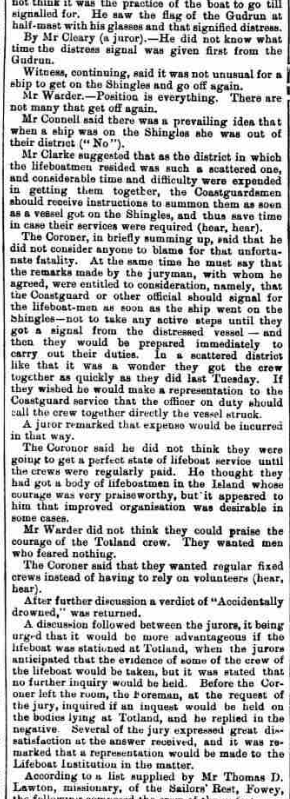 not think it was the practice of the boat to go till
signalled for. He saw the flag of the Gudrun at
half-mast with his glasses and that signified distress.
By Mr Cleary (a juror).—He did not know what
time the distress signal was given first from the
Gudrun.
Witness, continuing, said it was not unusual for a
ship to get on the Shingles and go off again.
Mr Warder.—Position is everything. There are
not many that get off again.
Mr Connell said there was a prevailing idea that
when a ship was on the Shingles she was out of
their district ("No").
Mr Clarke suggested that as the district in which
the lifeboatmen resided was such a scattered one,
and considerable time and difficulty were expended
in getting them together, the Coastguardsmen
should receive instructions to summon them as soon
as a vessel got on the Shingles, and thus save time
in case their services were required (hear, hear).
The Coroner, in briefly summing up, said that he
did not consider anyone to blame for that unfortu-
nate fatality. At the same time he must say that
the remarks made by the juryman, with whom he
agreed, were entitled to consideration, namely, that
the Coastguard or other official should signal for
the lifeboat-men as soon as the ship went on the
Shingles—not to take any active steps until they
got a signal from the distressed vessel — and
then they would be prepared immediately to
carry out their duties. In a scattered district
like that it was a wonder they got the crew
together as quickly as they did last Tuesday. If
they wished he would make a representation to the
Coastguard service that the officer on duty should
call the crew together directly the vessel struck.
A juror remarked that expense would be incurred
in that way.
The Coronor said he did not think they were
going to get a perfect state of lifeboat service until
the crews were regularly paid. He thought they
had got a body of lifeboatmen in the Island whose
courage was very praiseworthy, but it appeared to
him that improved organisation was desirable in
some cases.
Mr Warder did not think they could praise the
courage of the Totland crew. They wanted men
who feared nothing.
The Coroner said that they wanted regular fixed
crews instead of having to rely on volunteers (hear,
hear).
After further discussion a verdict of "Accidentally
drowned," was returned.
A discussion followed between the jurors, it being
urged that it would be more advantageous if the
lifeboat was stationed at Totland, when the jurors
anticipated that the evidence of some of the crew of
the lifeboat would be taken, but it was stated that
no further inquiry would be held. Before the Cor-
oner left the room, the Foreman, at the request of
the jury, inquired if an inquest would be held on
the bodies lying at Totland, and he replied in the
negative. Several of the jury expressed great dis-
satisfaction at the answer received, and it was re-
marked that a representation would be made to the
Lifeboat Institution in the matter.
According to a list supplied by Mr Thomas D.
Lawton, missionary, of the Sailors' Rest, Fowey,